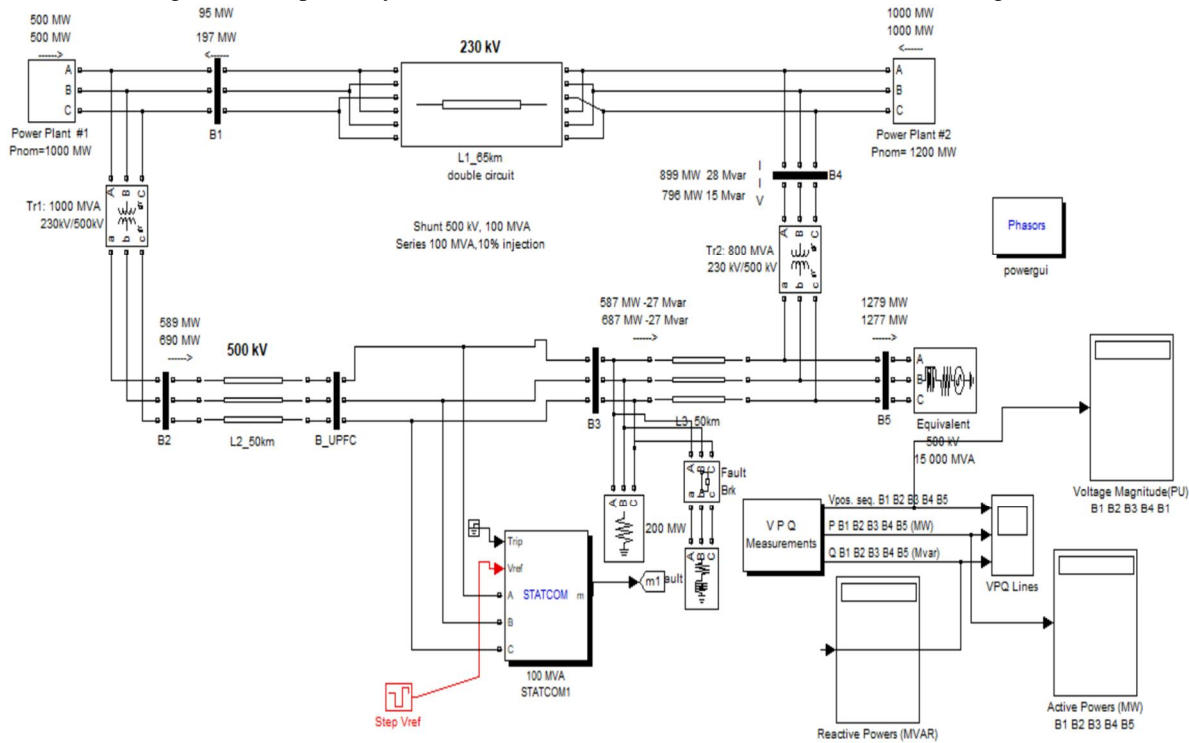 500 MW
500 MW
------>
A
B
C
Power Plant #1
Pnom=1000 MW
95 MW
197 MW
<-----
B1
230 kV
L1_65km
double circuit
1000 MW
1000 MW
<-----
A
B
C
Power Plant #2
Pnom= 1200 MW
A B C
a b c
Tr1: 1000 MVA
230kV/500kV
Shunt 500 kV, 100 MVA
Series 100 MVA,10% injection
899 MW 28 Mvar
796 MW 15 Mvar
I
I
V
B4
A B C
a b c
Tr2: 800 MVA
230 kV/500 kV
Phasors
powergui
589 MW
690 MW
----->
500 kV
B2
L2_50km
B_UPFC
587 MW -27 Mvar
687 MW -27 Mvar
----->
B3
L3_50km
1279 MW
1277 MW
----->
B5
A
B
C
Equivalent
500 kV
15 000 MVA
A B C
200 MW
A B C
a b c
Fault
Brk
A B C
ault
Trip
Vref
A
B
C
STATCOM
m
m1
100 MVA
STATCOM1
Step Vref
V P Q
Measurements
Vpos. seq. B1 B2 B3 B4 B5
P B1 B2 B3 B4 B5 (MW)
Q B1 B2 B3 B4 B5 (Mvar)
VPQ Lines
Voltage Magnitude(PU)
B1 B2 B3 B4 B1
Reactive Powers (MVAR)
Active Powers (MW)
B1 B2 B3 B4 B5